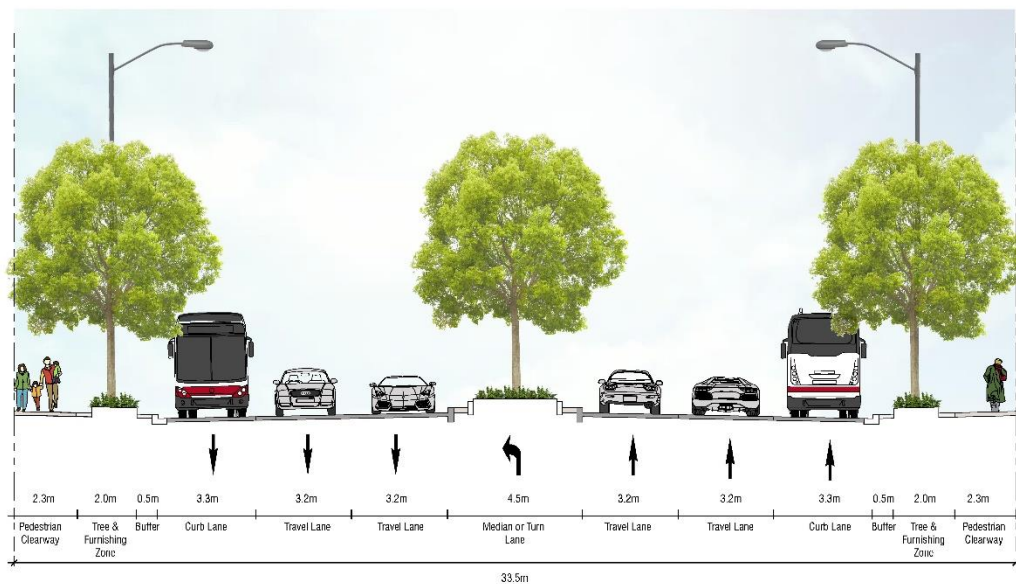 2.3m 2.0m 0.5m 3.3m 3.2m 3.2m 4.5m 3.2m 3.2m 3.3m 0.5m 2.0m 2.3m
Pedestrian Tree & Buffer Curb Lane Travel Lane Travel Lane Median or Turn Travel Lane Travel Lane Curb Lane Buffer Tree & Pedestrian
Clearway Furnishing Lane Furnishing Clearway
Zone Zone
33.5m